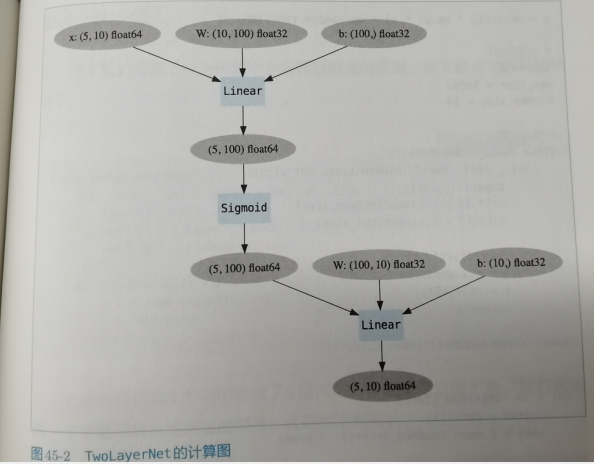 x: (5, 10) float64 W: (10, 100) float32 b: (100,) float32
Linear
(5, 100) float64
Sigmoid
(5, 100) float64 W: (100, 10) float32 b: (10,) float32
Linear
(5, 10) float64
图45-2 TwoLayerNet的计算图